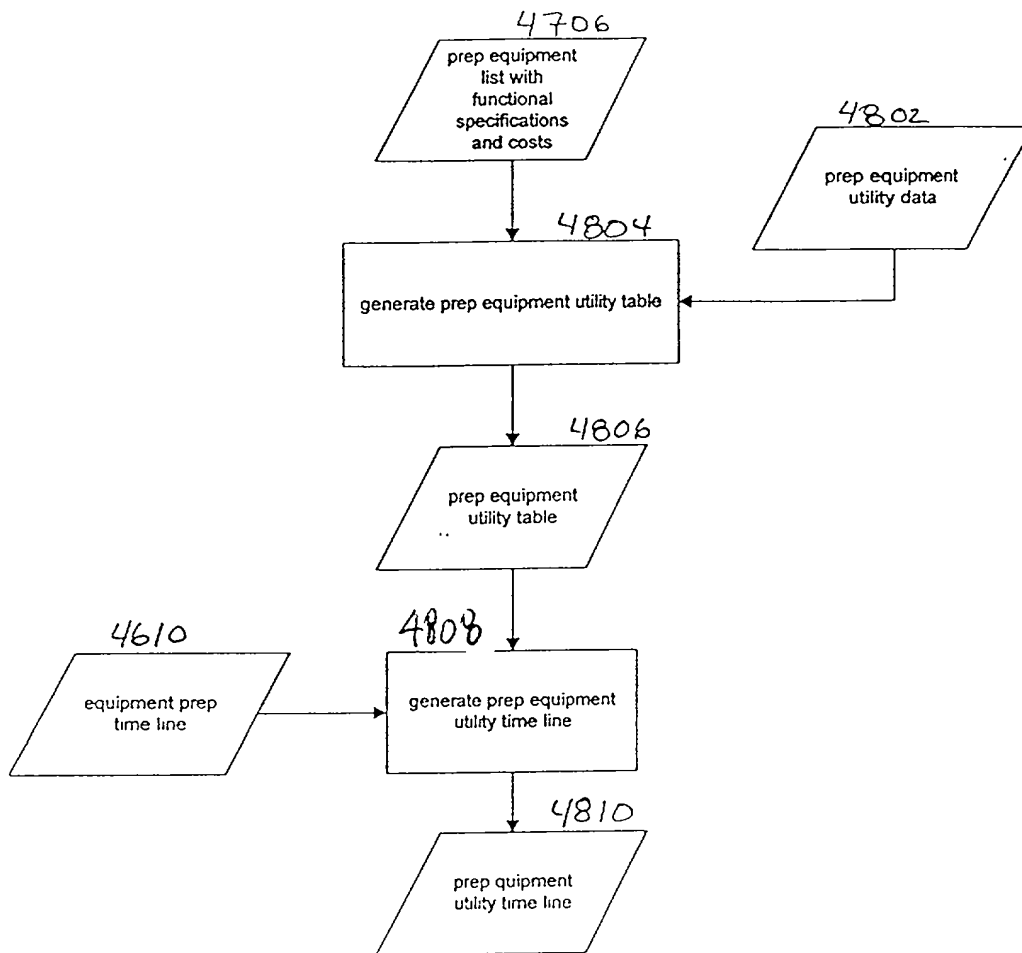 4706
prep equipment
list with
functional
specifications
and costs
4802
prep equipment
utility data
4804
generate prep equipment utility table
4806
prep equipment
utility table
4610
equipment prep
time line
4808
generate prep equipment
utility time line
4810
prep quipment
utility time line